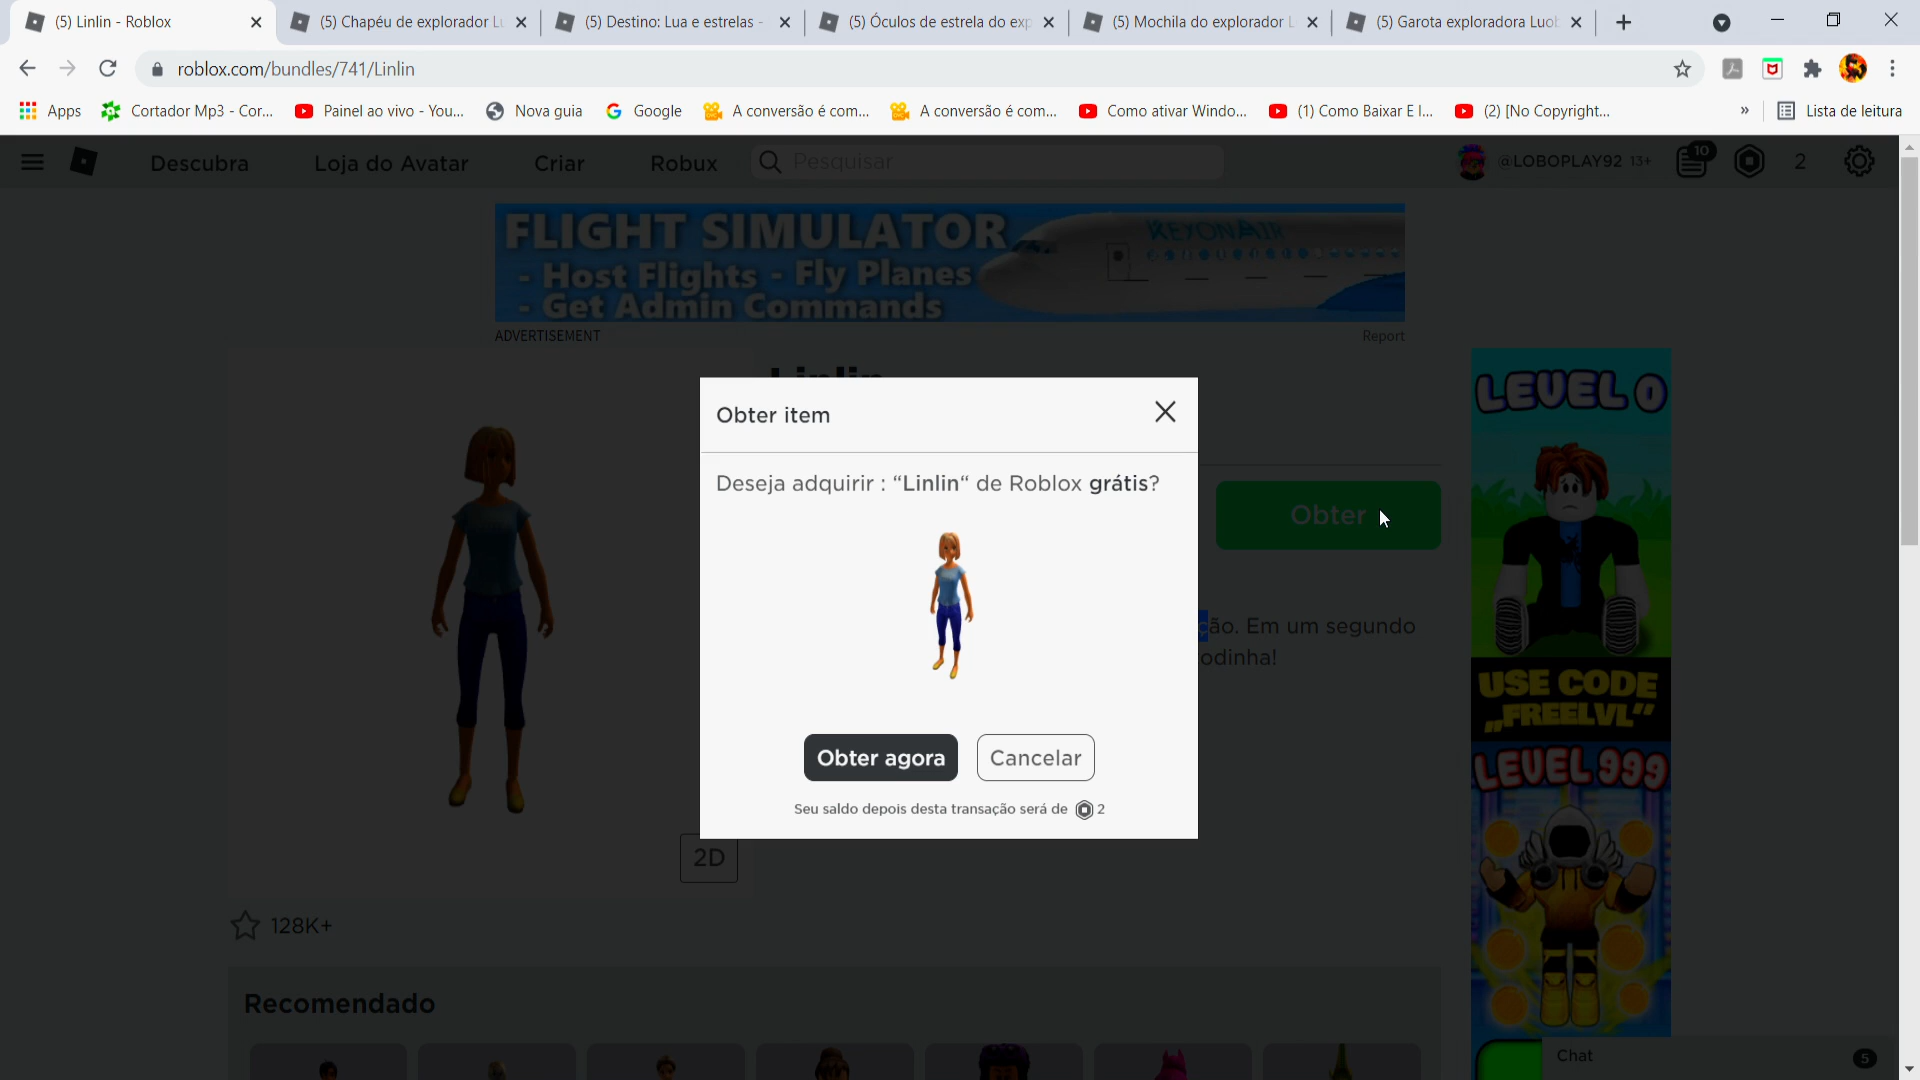 (5) Linlin - Roblox
(5) Chapéu de explorador Lu
(5) Destino: Lua e estrelas -
(5) Óculos de estrela do exp
(5) Mochila do explorador L
(5) Garota exploradora Luob
roblox.com/bundles/741/Linlin
Apps
Cortador Mp3 - Cor...
Painel ao vivo - You...
Nova guia
Google
A conversão é com...
A conversão é com...
Como ativar Windo...
(1) Como Baixar E I...
(2) [No Copyright...
»
Lista de leitura
Descubra
Loja do Avatar
Criar
Robux
Pesquisar
@LOBOPLAY92 13+
10
2
FLIGHT SIMULATOR
- Host Flights - Fly Planes
- Get Admin Commands
KEYONAIR
ADVERTISEMENT
Report
Linlin
Obter item
Deseja adquirir : “Linlin“ de Roblox grátis?
Obter
ção. Em um segundo
odinha!
Obter agora
Cancelar
Seu saldo depois desta transação será de 2
2D
128K+
Recomendado
LEVEL 0
USE CODE
„FREELVL”
LEVEL 999
Chat
5